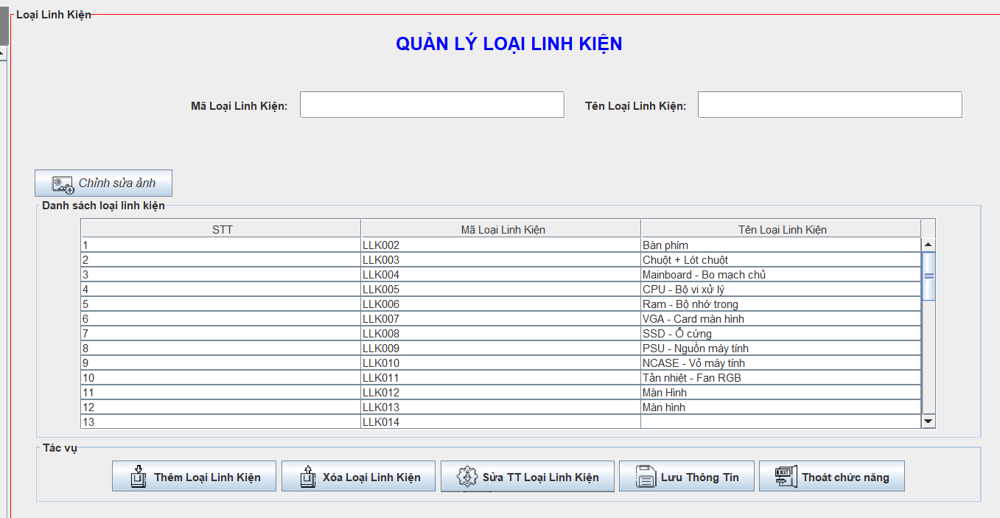 Loại Linh Kiện
QUẢN LÝ LOẠI LINH KIỆN
Mã Loại Linh Kiện: Tên Loại Linh Kiện:
Chỉnh sửa ảnh
Danh sách loại linh kiện
STT Mã Loại Linh Kiện Tên Loại Linh Kiện
1 LLK002 Bàn phím
2 LLK003 Chuột + Lót chuột
3 LLK004 Mainboard - Bo mạch chủ
4 LLK005 CPU - Bộ vi xử lý
5 LLK006 Ram - Bộ nhớ trong
6 LLK007 VGA - Card màn hình
7 LLK008 SSD - Ổ cứng
8 LLK009 PSU - Nguồn máy tính
9 LLK010 NCASE - Vỏ máy tính
10 LLK011 Tản nhiệt - Fan RGB
11 LLK012 Màn Hình
12 LLK013 Màn hình
13 LLK014
Tác vụ
Thêm Loại Linh Kiện Xóa Loại Linh Kiện Sửa TT Loại Linh Kiện Lưu Thông Tin EXIT Thoát chức năng